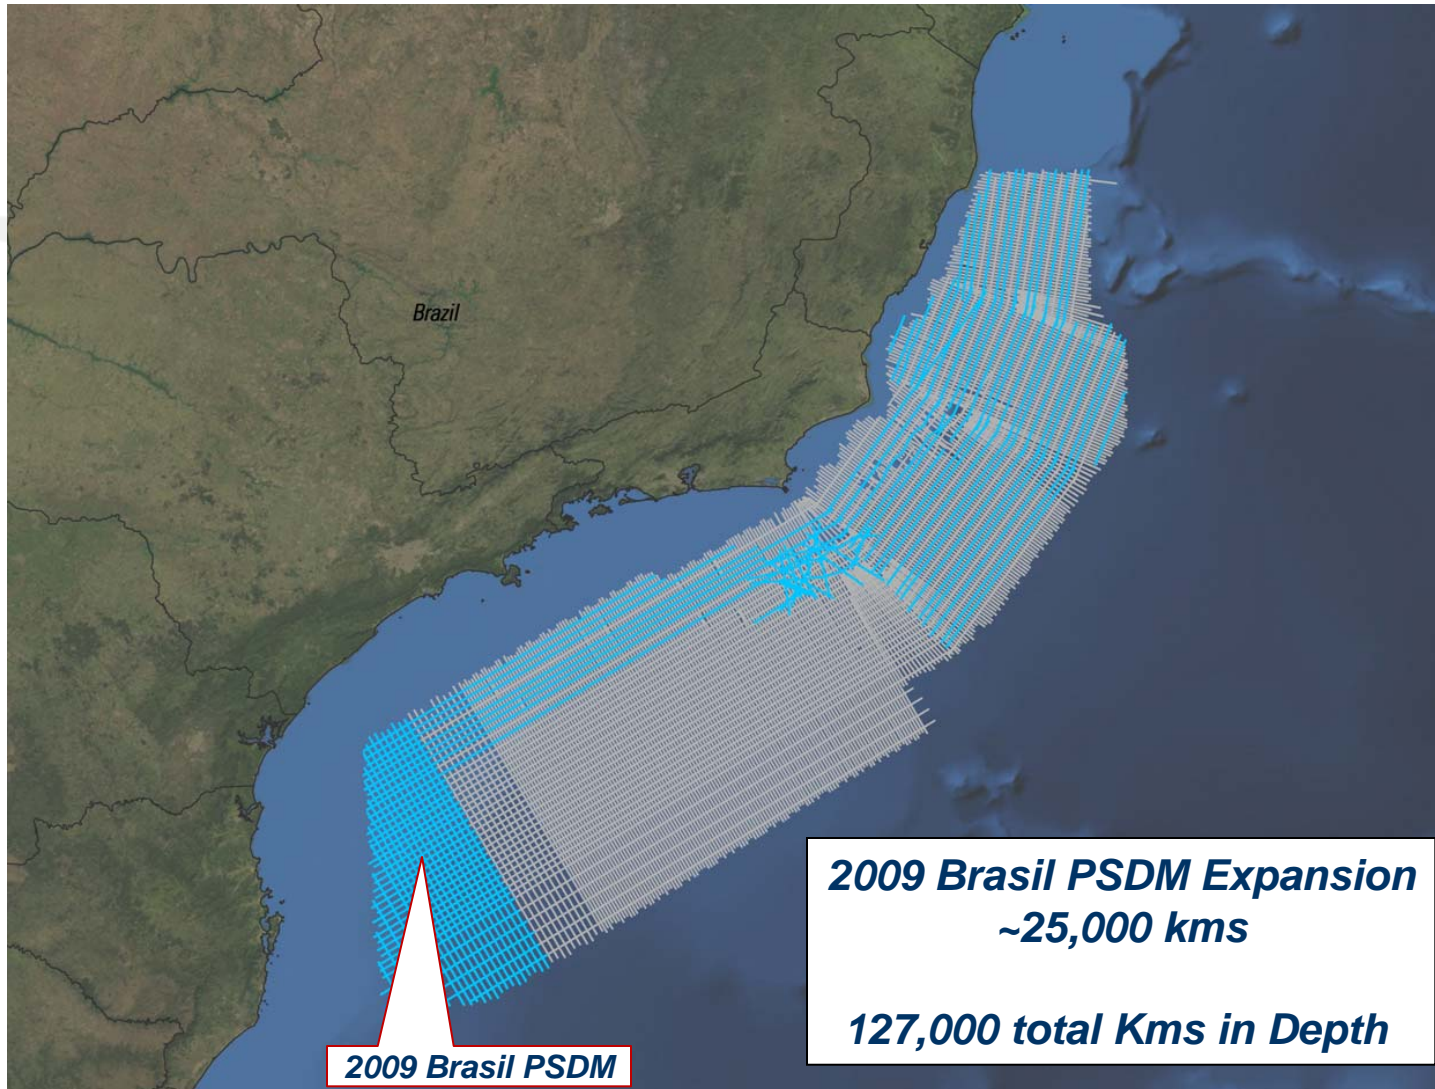 Brazil
2009 Brasil PSDM Expansion
~25,000 kms
127,000 total Kms in Depth
2009 Brasil PSDM